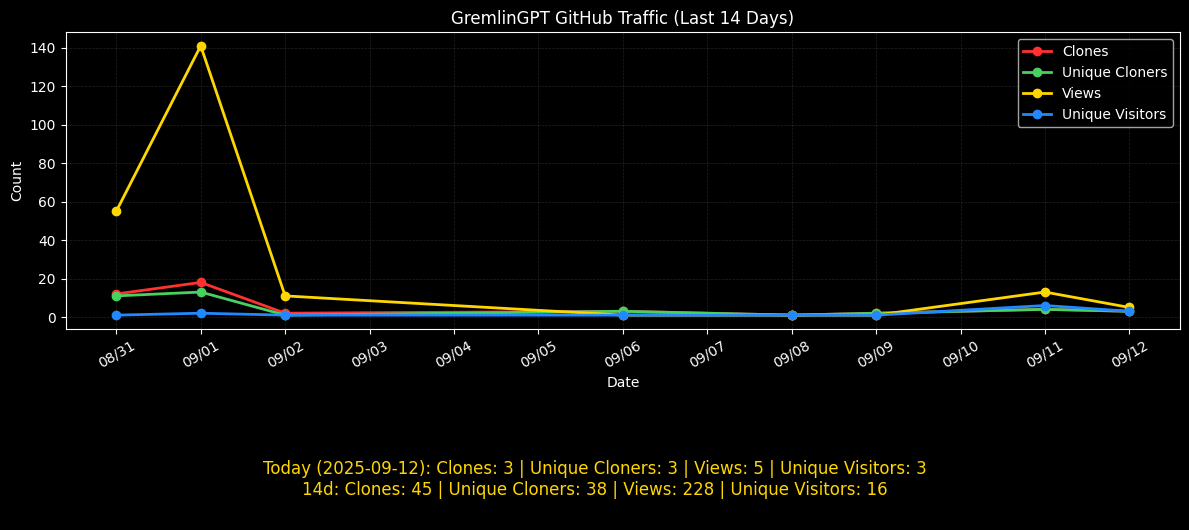 GremlinGPT GitHub Traffic (Last 14 Days)
Clones
Unique Cloners
Views
Unique Visitors
Count
140
120
100
80
60
40
20
0
08/31 09/01 09/02 09/03 09/04 09/05 09/06 09/07 09/08 09/09 09/10 09/11 09/12
Date
Today (2025-09-12): Clones: 3 | Unique Cloners: 3 | Views: 5 | Unique Visitors: 3
14d: Clones: 45 | Unique Cloners: 38 | Views: 228 | Unique Visitors: 16